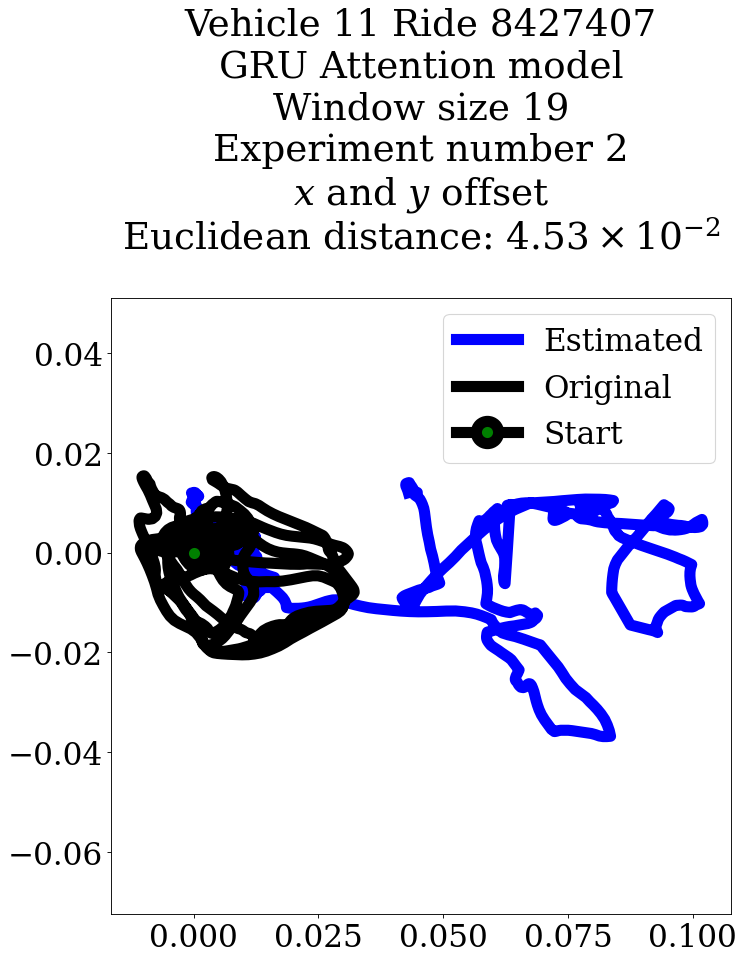 Vehicle 11 Ride 8427407
GRU Attention model
Window size 19
Experiment number 2
x and y offset
Euclidean distance: 4.53 × 10⁻²
Estimated
Original
Start
0.04
0.02
0.00
−0.02
−0.04
−0.06
0.000 0.025 0.050 0.075 0.100